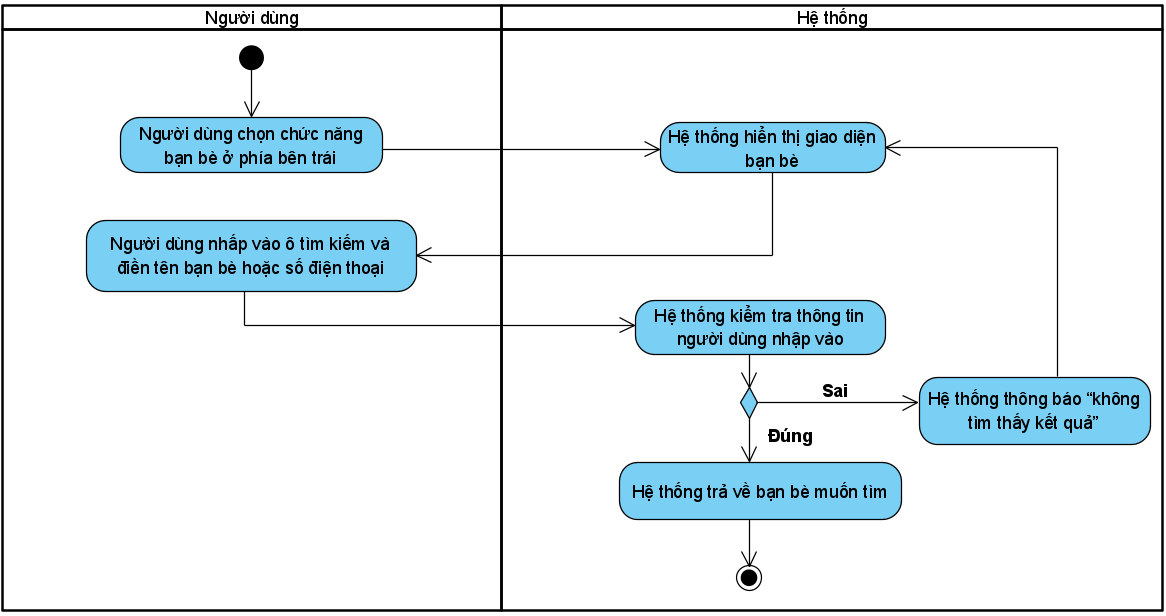 Người dùng
Hệ thống
Người dùng chọn chức năng
bạn bè ở phía bên trái
Hệ thống hiển thị giao diện
bạn bè
Người dùng nhấp vào ô tìm kiếm và
điền tên bạn bè hoặc số điện thoại
Hệ thống kiểm tra thông tin
người dùng nhập vào
Sai
Hệ thống thông báo “không
tìm thấy kết quả”
Đúng
Hệ thống trả về bạn bè muốn tìm